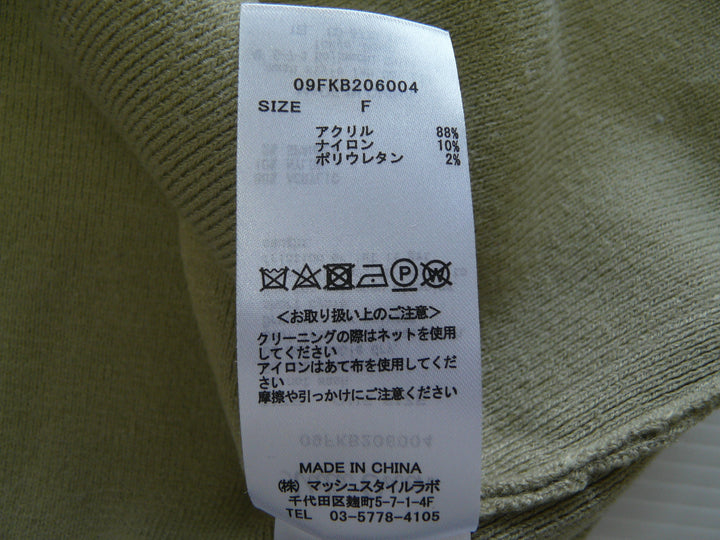 09FKB206004
SIZE F
アクリル 88%
ナイロン 10%
ポリウレタン 2%
P W
<お取り扱い上のご注意>
クリーニングの際はネットを使用
してください
アイロンはあて布を使用してくだ
さい
摩擦や引っかけにご注意ください
09FKB206004
MADE IN CHINA
(株) マッシュスタイルラボ
千代田区麹町5-7-1-4F
TEL 03-5778-4105